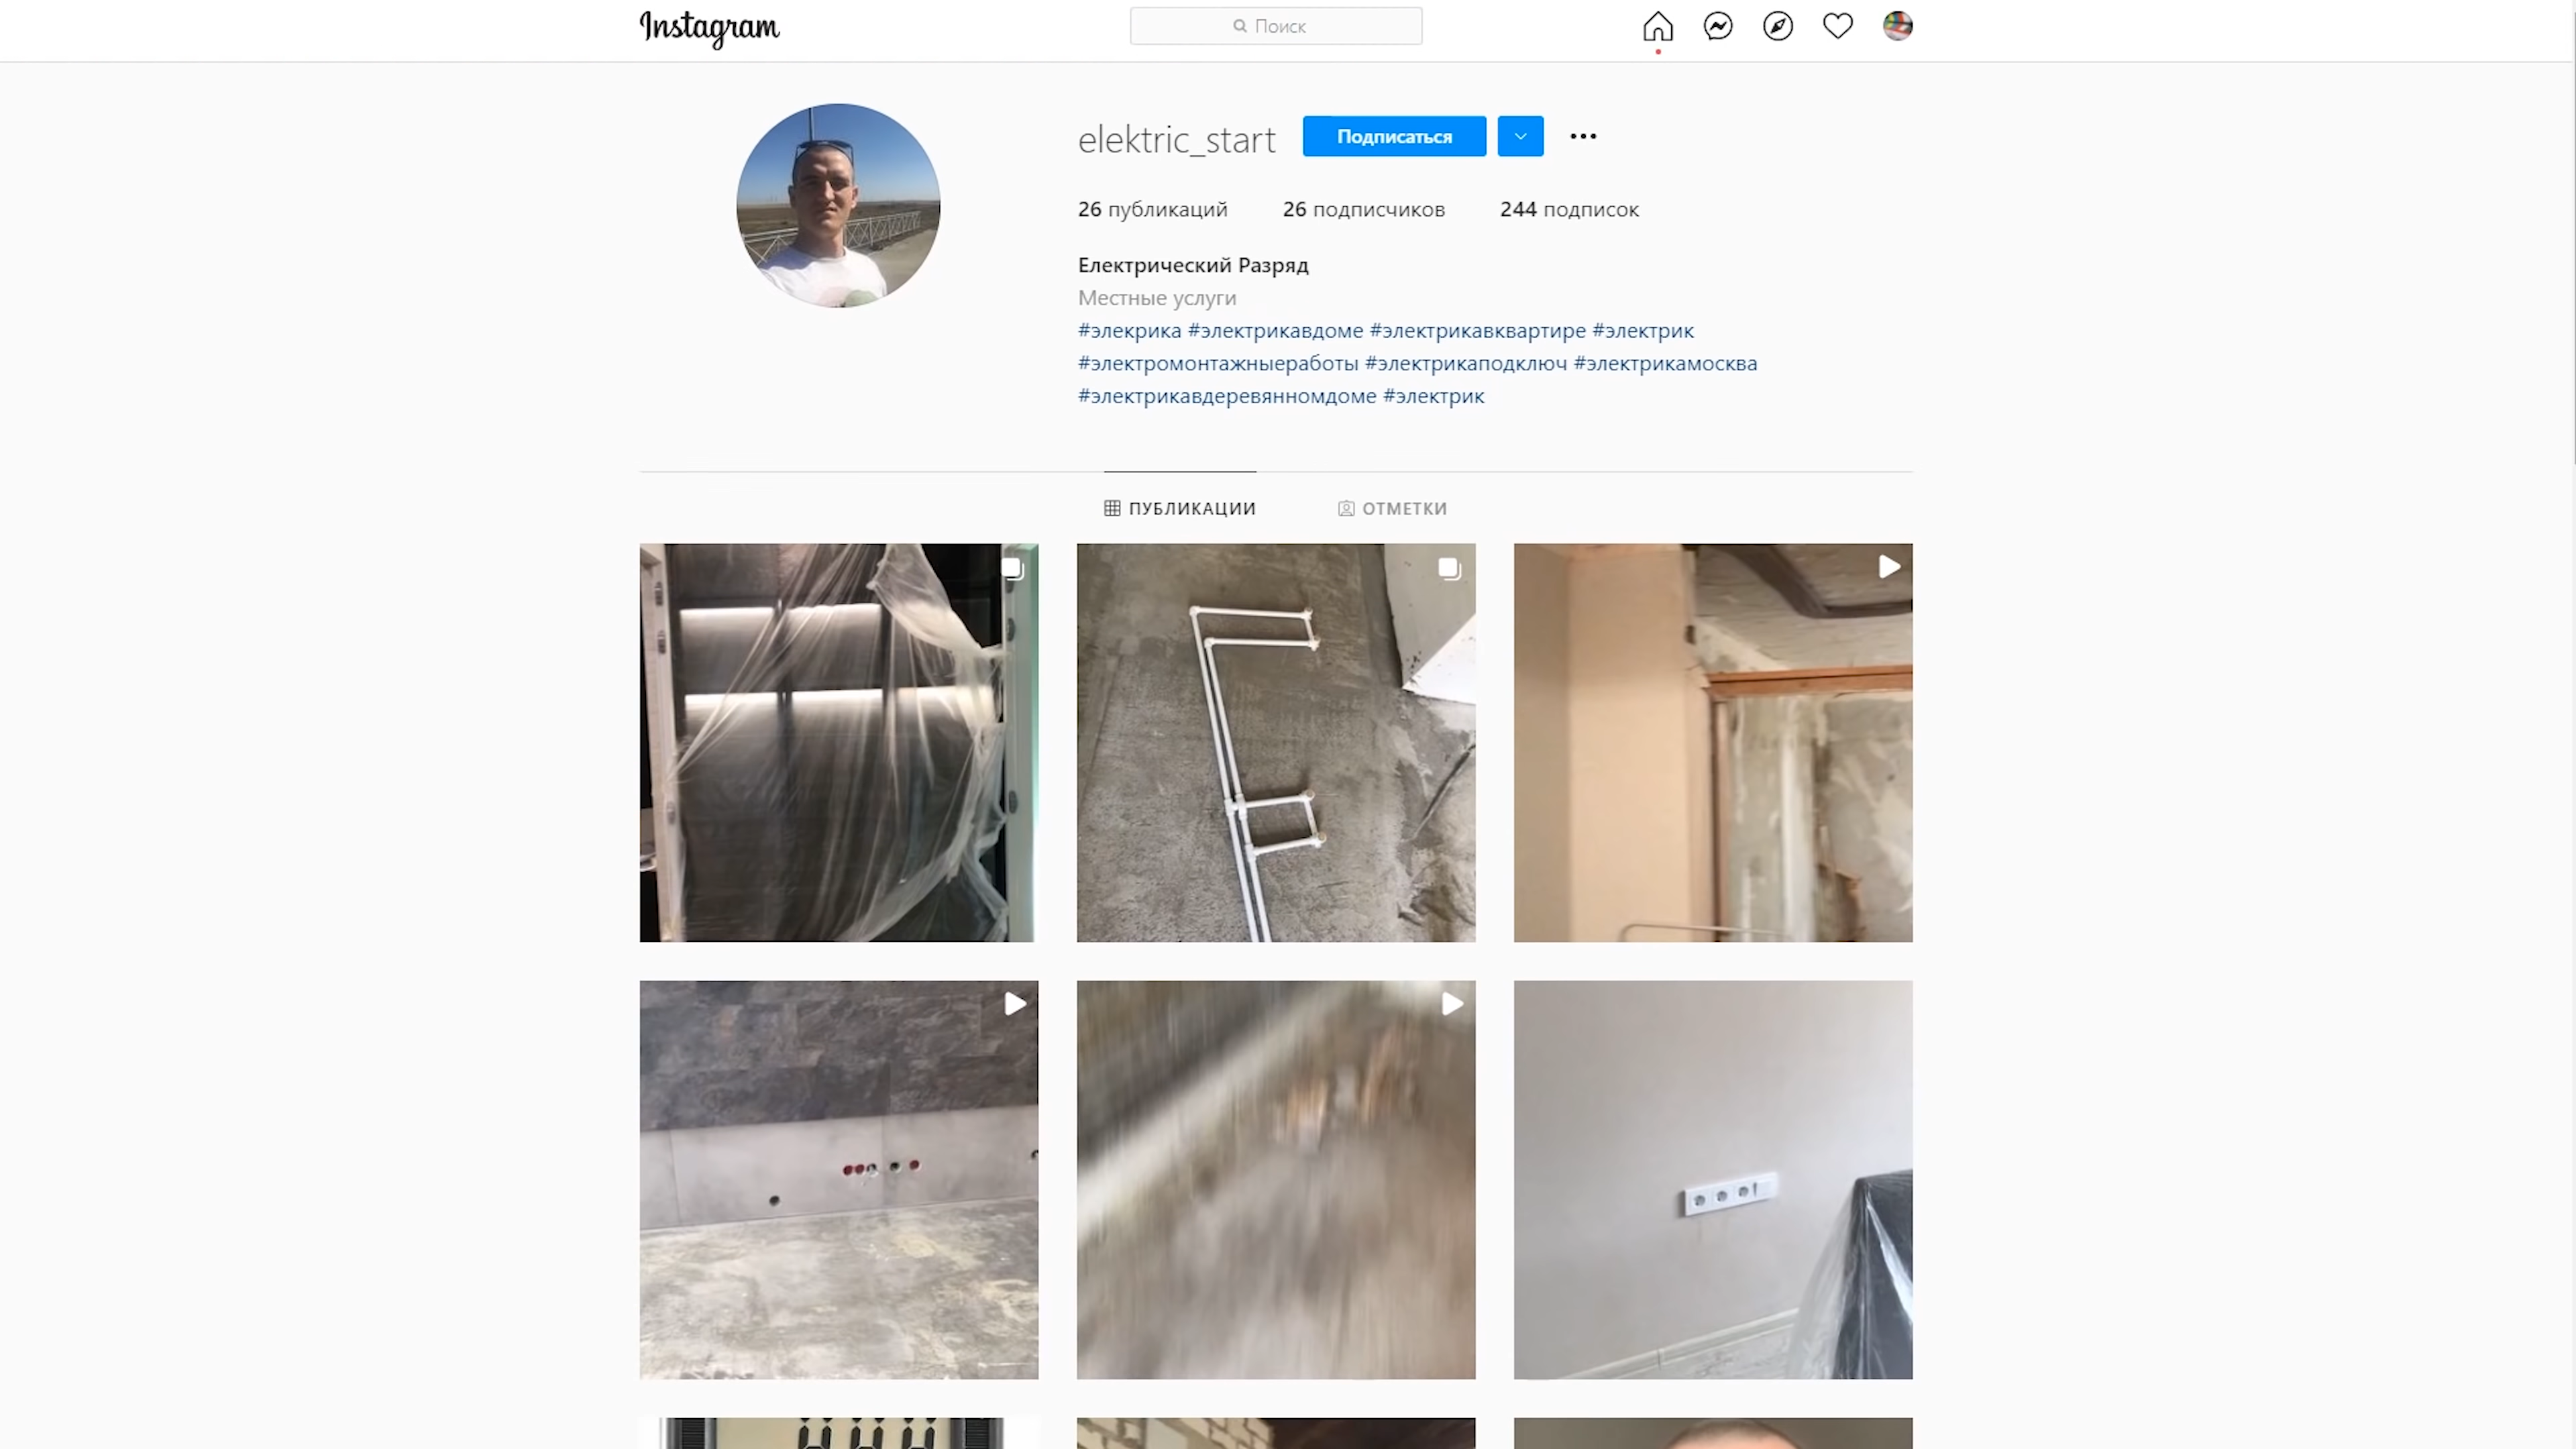 Instagram
Поиск
elektric_start
Подписаться
26 публикаций 26 подписчиков 244 подписок
Електрический Разряд
Местные услуги
#элекрика #электрикавдоме #электрикавквартире #электрик
#электромонтажныеработы #электрикаподключ #электрикамосква
#электрикавдеревянномдоме #электрик
ПУБЛИКАЦИИ ОТМЕТКИ